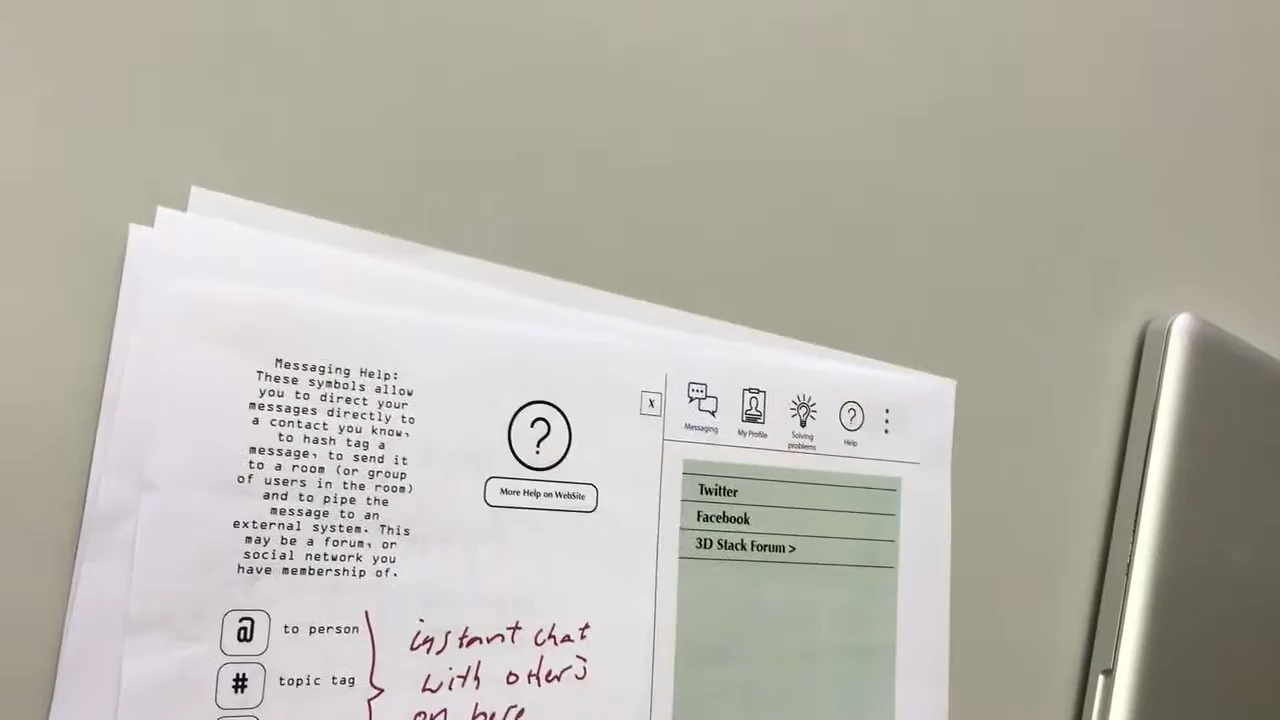 Messaging Help:
These symbols allow
you to direct your
messages directly to
a contact you know,
to hash tag a
message, to send it
to a room (or group
of users in the room)
and to pipe the
message to an
external system. This
may be a forum, or
social network you
have membership of.
?
More Help on WebSite
@ to person
# topic tag
instant chat
with others
on here
X
Messaging
My Profile
Solving
problems
?
Help
Twitter
Facebook
3D Stack Forum >